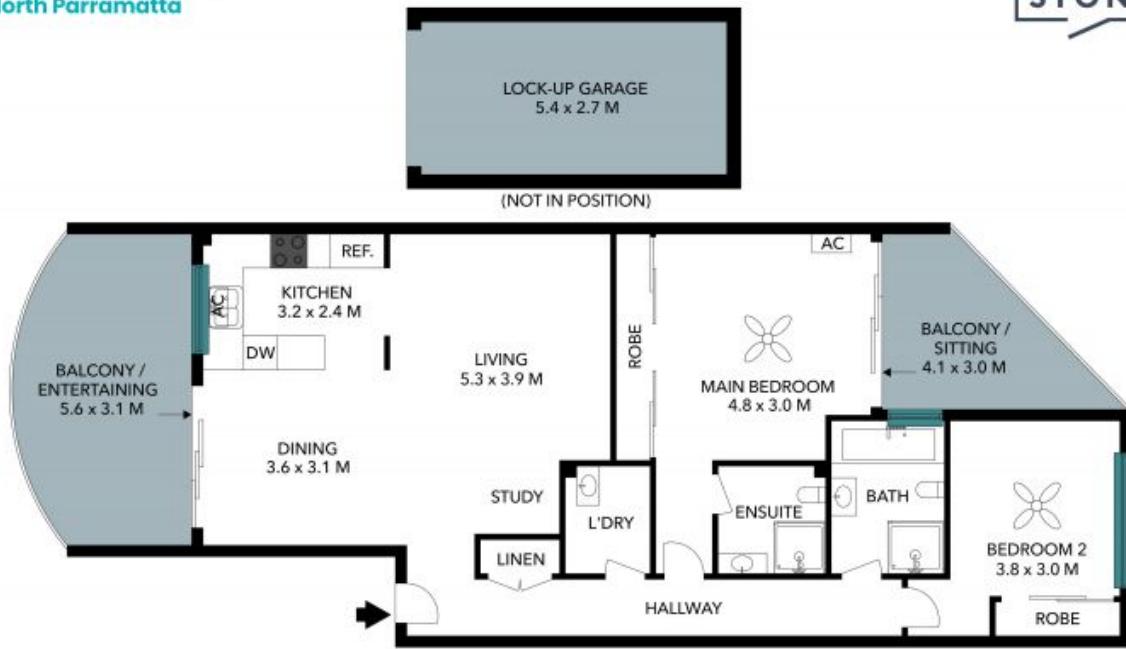 North Parramatta
LOCK-UP GARAGE
5.4 x 2.7 M
(NOT IN POSITION)
BALCONY /
ENTERTAINING
5.6 x 3.1 M
AC
REF.
KITCHEN
3.2 x 2.4 M
DW
DINING
3.6 x 3.1 M
LIVING
5.3 x 3.9 M
STUDY
LINEN
L'DRY
ROBE
AC
MAIN BEDROOM
4.8 x 3.0 M
ENSUITE
BATH
BALCONY /
SITTING
4.1 x 3.0 M
BEDROOM 2
3.8 x 3.0 M
ROBE
HALLWAY